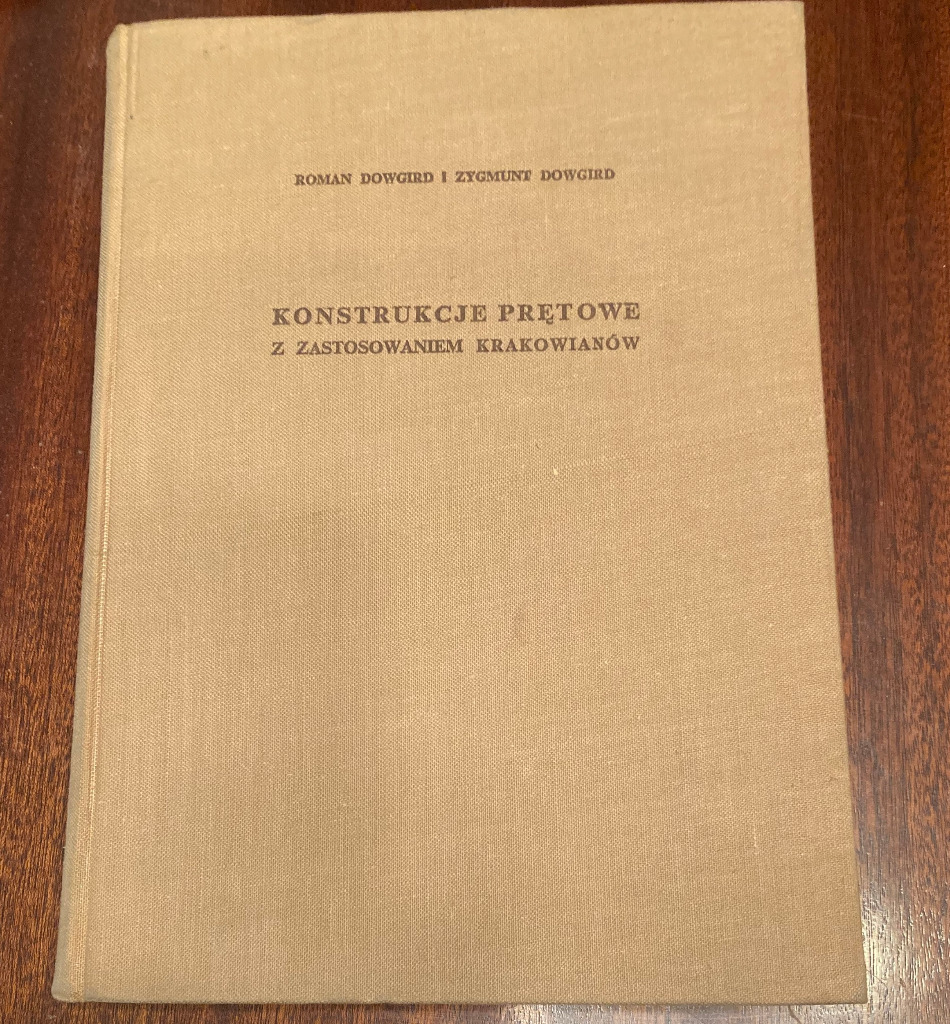 ROMAN DOWGIRD I ZYGMUNT DOWGIRD
KONSTRUKCJE PRĘTOWE
Z ZASTOSOWANIEM KRAKOWIANÓW